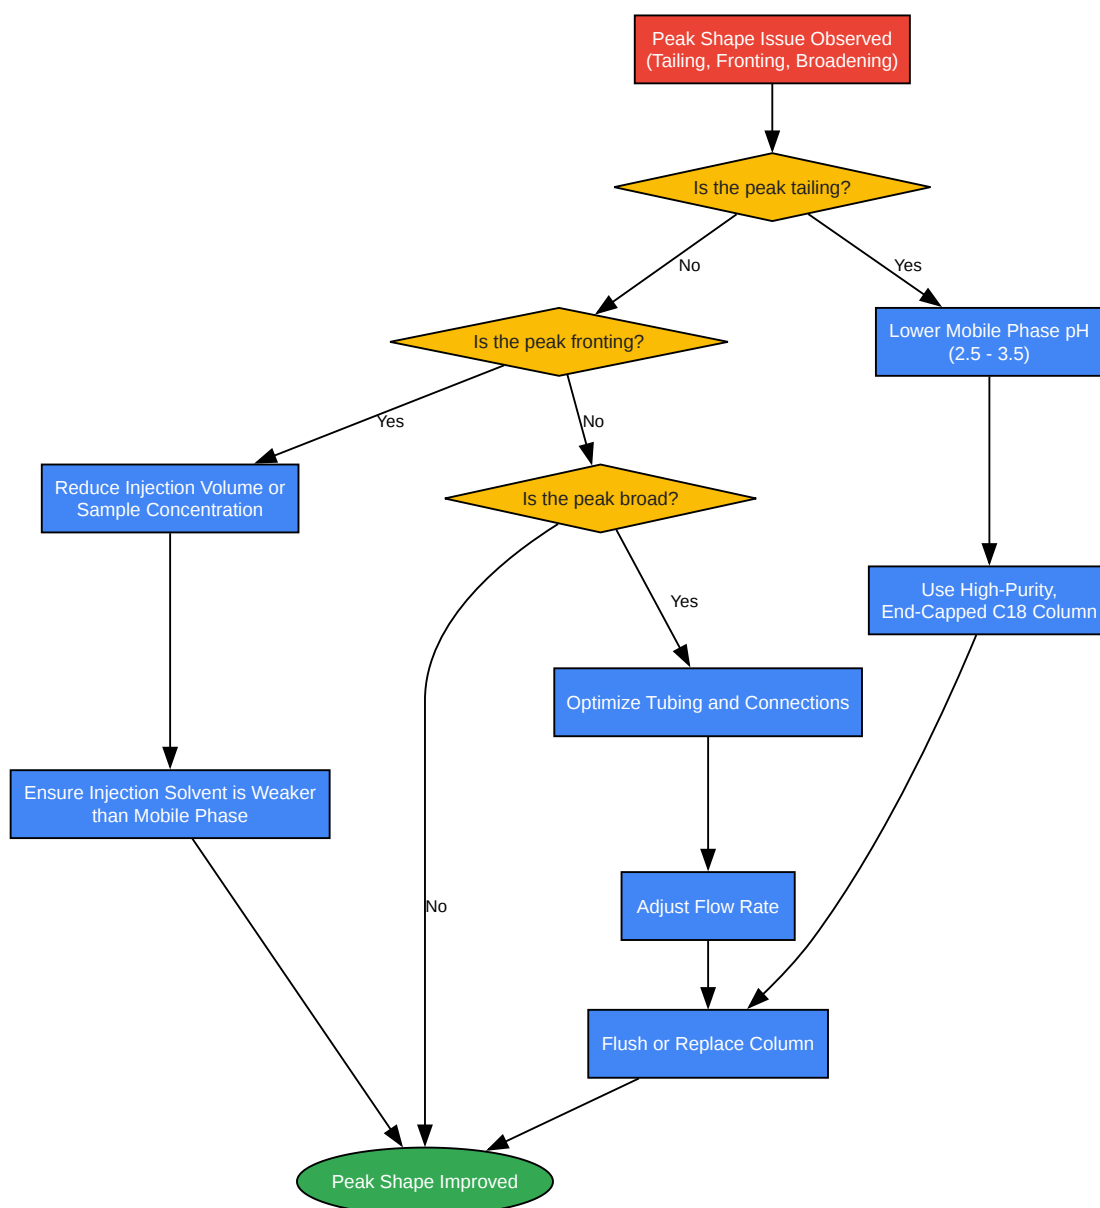 Peak Shape Issue Observed
(Tailing, Fronting, Broadening)
Is the peak tailing?
No
Yes
Is the peak fronting?
Lower Mobile Phase pH
(2.5 - 3.5)
Yes
No
Reduce Injection Volume or
Sample Concentration
Is the peak broad?
Use High-Purity,
End-Capped C18 Column
Yes
Optimize Tubing and Connections
Ensure Injection Solvent is Weaker
than Mobile Phase
No
Adjust Flow Rate
Flush or Replace Column
Peak Shape Improved